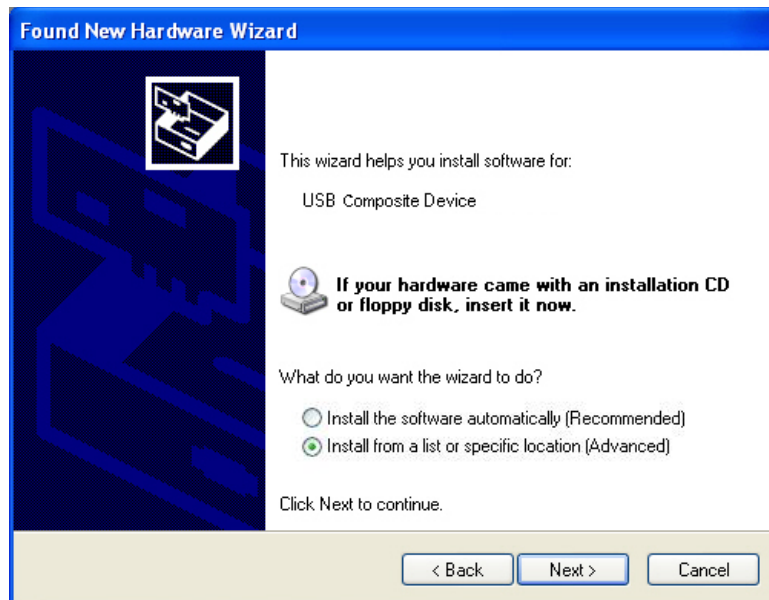 Found New Hardware Wizard
This wizard helps you install software for:
USB Composite Device
If your hardware came with an installation CD
or floppy disk, insert it now.
What do you want the wizard to do?
Install the software automatically (Recommended)
Install from a list or specific location (Advanced)
Click Next to continue.
< Back Next > Cancel